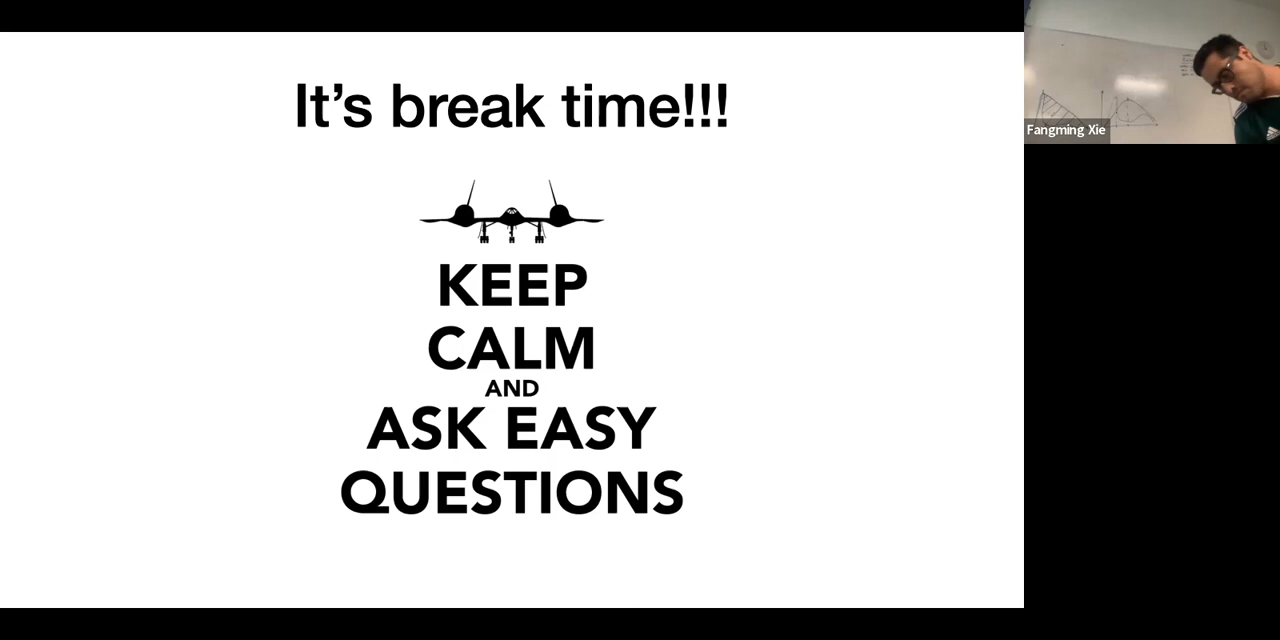 It’s break time!!!
KEEP
CALM
AND
ASK EASY
QUESTIONS
Fangming Xie